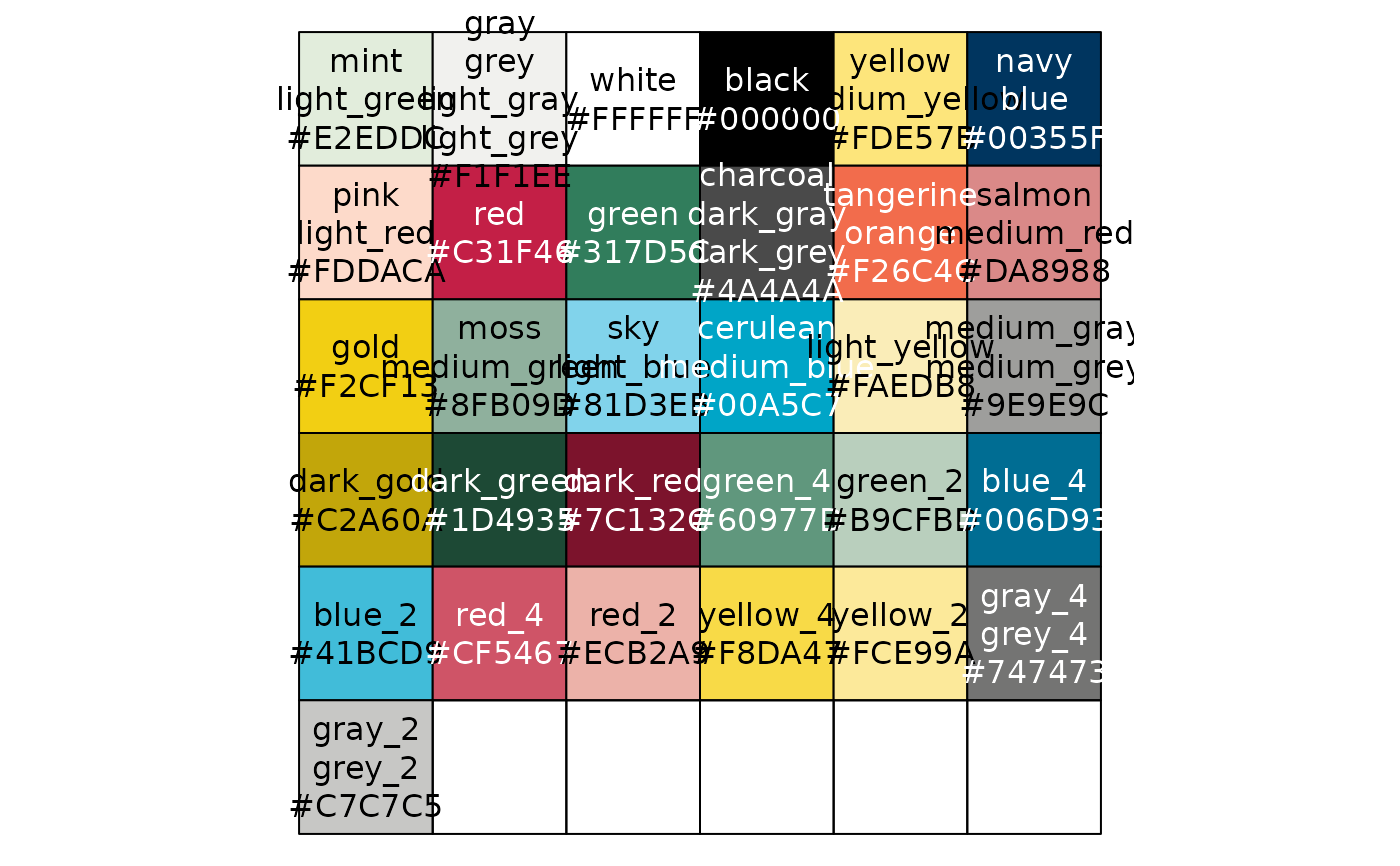 mint
light_green
#E2EDDC
gray
grey
light_gray
light_grey
#F1F1EE
white
#FFFFFF
black
#000000
yellow
medium_yellow
#FDE57E
navy
blue
#00355F
pink
light_red
#FDDACA
red
#C31F46
green
#317D5C
charcoal
dark_gray
dark_grey
#4A4A4A
tangerine
orange
#F26C4C
salmon
medium_red
#DA8988
gold
#F2CF13
moss
medium_green
#8FB09D
sky
light_blue
#81D3EB
cerulean
medium_blue
#00A5C7
light_yellow
#FAEDB8
medium_gray
medium_grey
#9E9E9C
dark_gold
#C2A60A
dark_green
#1D4935
dark_red
#7C132C
green_4
#60977E
green_2
#B9CFBE
blue_4
#006D93
blue_2
#41BCD9
red_4
#CF5467
red_2
#ECB2A9
yellow_4
#F8DA47
yellow_2
#FCE99A
gray_4
grey_4
#747473
gray_2
grey_2
#C7C7C5